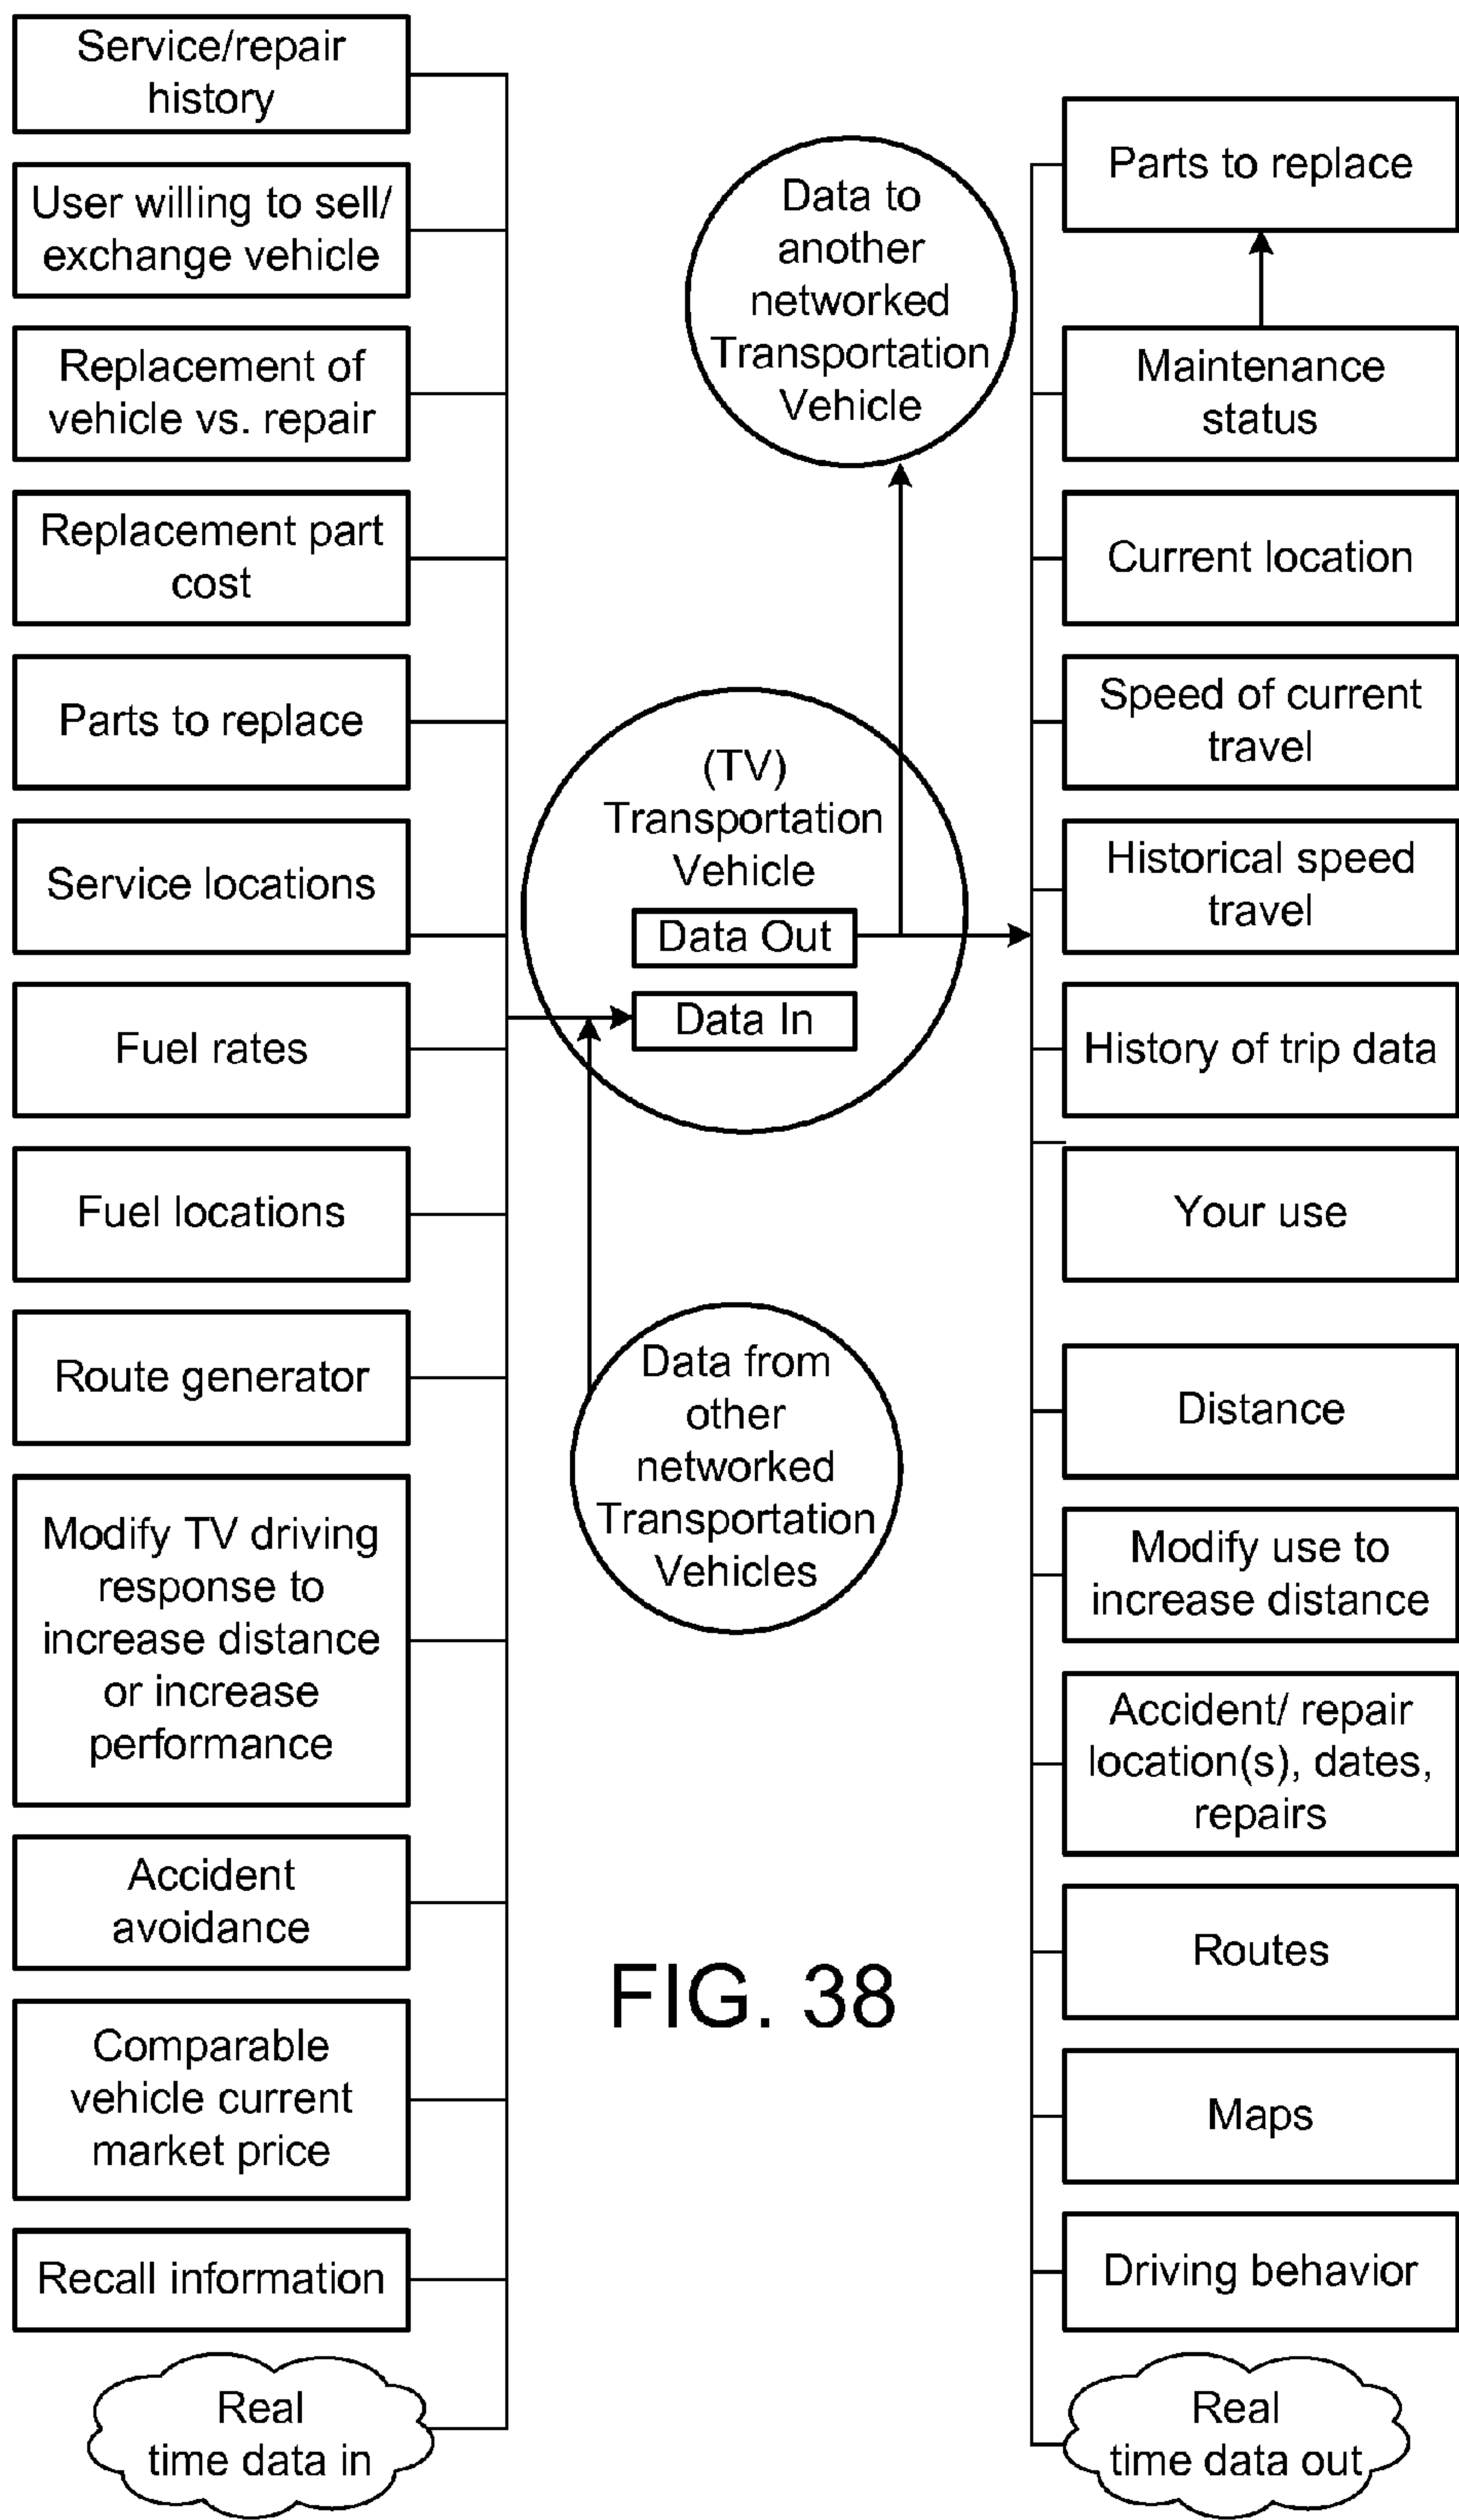 Service/repair
history
User willing to sell/
exchange vehicle
Replacement of
vehicle vs. repair
Replacement part
cost
Parts to replace
Service locations
Fuel rates
Fuel locations
Route generator
Modify TV driving
response to
increase distance
or increase
performance
Accident
avoidance
Comparable
vehicle current
market price
Recall information
Real
time data in
Data to
another
networked
Transportation
Vehicle
(TV)
Transportation
Vehicle
Data Out
Data In
Data from
other
networked
Transportation
Vehicles
FIG. 38
Parts to replace
Maintenance
status
Current location
Speed of current
travel
Historical speed
travel
History of trip data
Your use
Distance
Modify use to
increase distance
Accident/ repair
location(s), dates,
repairs
Routes
Maps
Driving behavior
Real
time data out